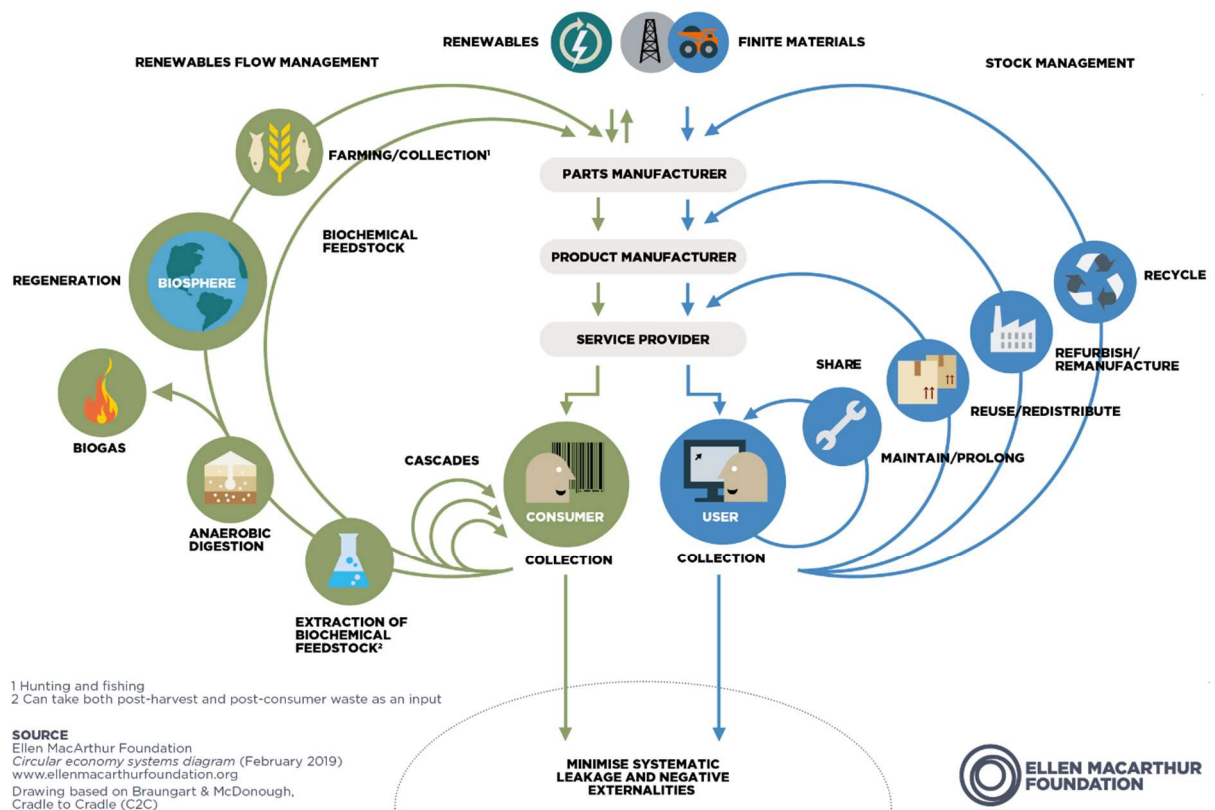 RENEWABLES
FINITE MATERIALS
RENEWABLES FLOW MANAGEMENT
STOCK MANAGEMENT
FARMING/COLLECTION¹
PARTS MANUFACTURER
BIOCHEMICAL
FEEDSTOCK
PRODUCT MANUFACTURER
REGENERATION
BIOSPHERE
RECYCLE
SERVICE PROVIDER
SHARE
REFURBISH/
REMANUFACTURE
REUSE/REDISTRIBUTE
BIOGAS
CASCADES
MAINTAIN/PROLONG
CONSUMER
USER
ANAEROBIC
DIGESTION
COLLECTION
COLLECTION
EXTRACTION OF
BIOCHEMICAL
FEEDSTOCK²
1 Hunting and fishing
2 Can take both post-harvest and post-consumer waste as an input
SOURCE
Ellen MacArthur Foundation
Circular economy systems diagram (February 2019)
www.ellenmacarthurfoundation.org
Drawing based on Braungart & McDonough,
Cradle to Cradle (C2C)
MINIMISE SYSTEMATIC
LEAKAGE AND NEGATIVE
EXTERNALITIES
ELLEN MACARTHUR
FOUNDATION